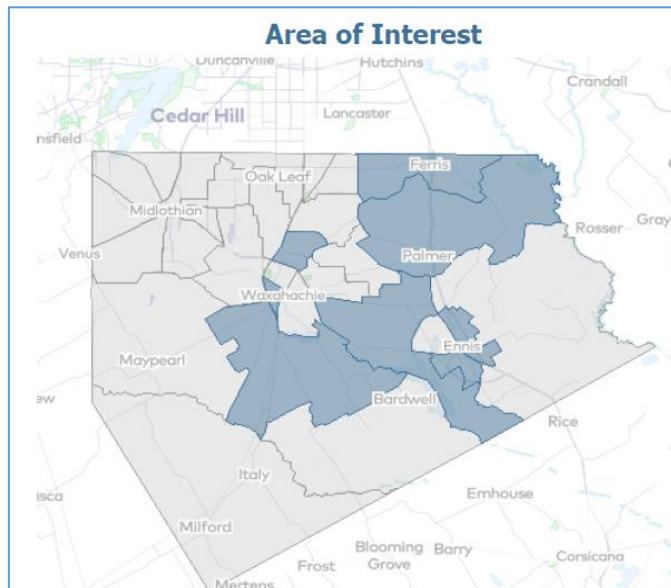 Area of Interest
Duncanville
Hutchins
Crandall
Lancaster
Cedar Hill
nsfield
Ferris
Oak Leaf
Midlothian
Rosser
Gray
Venus
Palmer
Waxahachie
Ennis
Maypearl
Bardwell
ew
Rice
Italy
Emhouse
asca
Milford
Blooming
Grove
Barry
Corsicana
Frost
Mertens